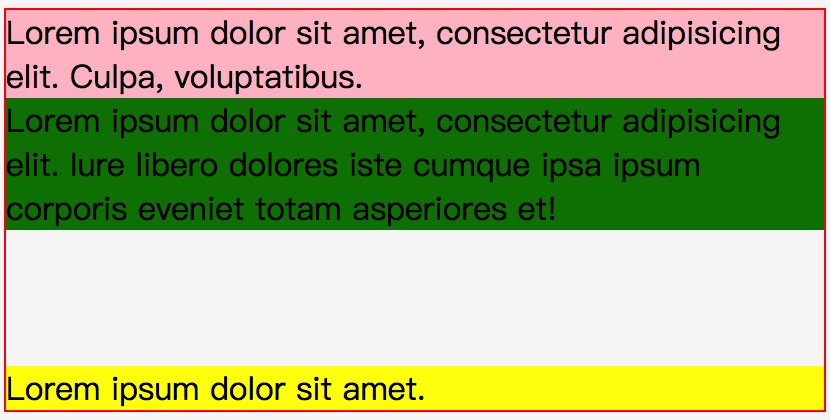 Lorem ipsum dolor sit amet, consectetur adipisicing
elit. Culpa, voluptatibus.
Lorem ipsum dolor sit amet, consectetur adipisicing
elit. Iure libero dolores iste cumque ipsa ipsum
corporis eveniet totam asperiores et!
Lorem ipsum dolor sit amet.